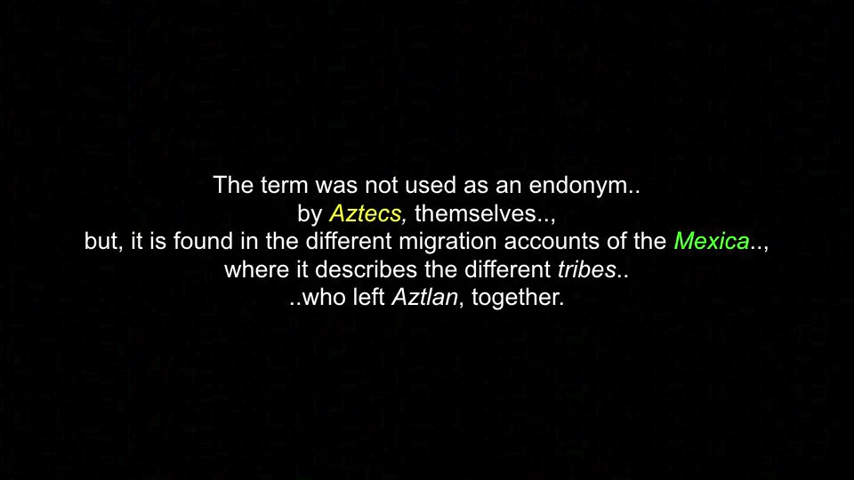 The term was not used as an endonym..
by Aztecs, themselves..,
but, it is found in the different migration accounts of the Mexica..,
where it describes the different tribes..
..who left Aztlan, together.